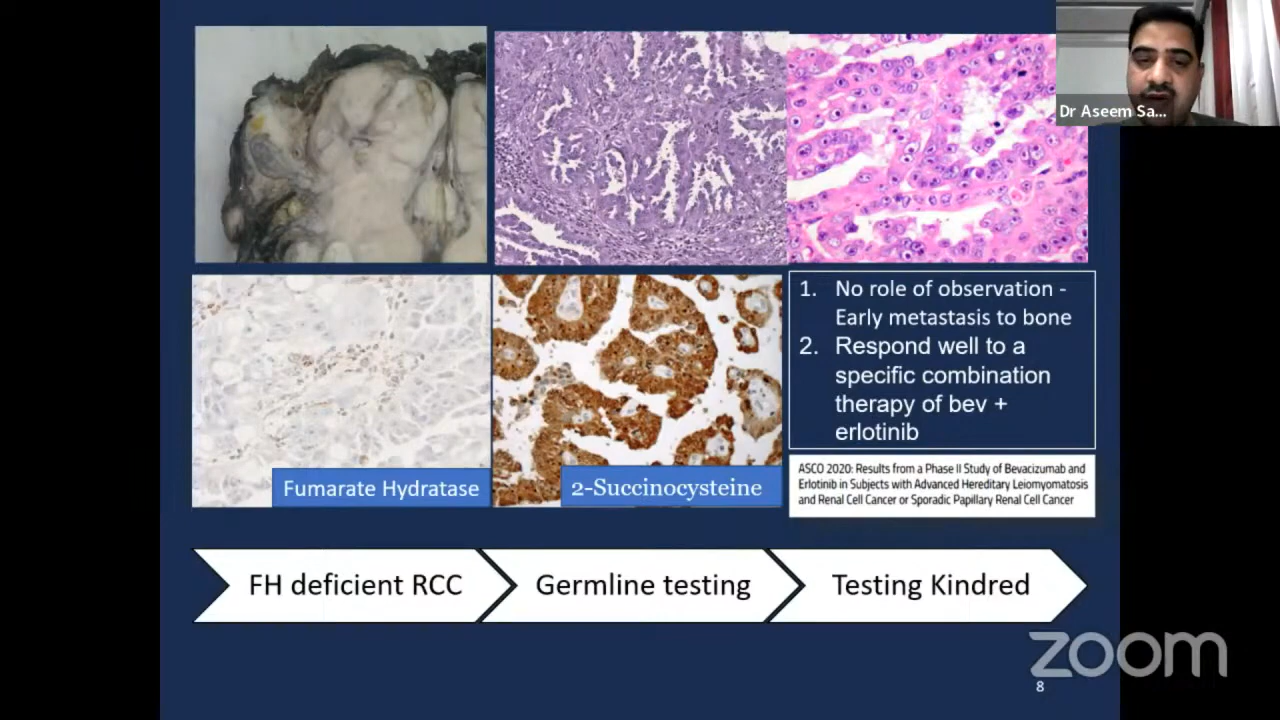 Dr Aseem Sa...
1. No role of observation -
Early metastasis to bone
2. Respond well to a
specific combination
therapy of bev +
erlotinib
Fumarate Hydratase
2-Succinocysteine
ASCO 2020: Results from a Phase II Study of Bevacizumab and
Erlotinib in Subjects with Advanced Hereditary Leiomyomatosis
and Renal Cell Cancer or Sporadic Papillary Renal Cell Cancer
FH deficient RCC
Germline testing
Testing Kindred
zoom
8